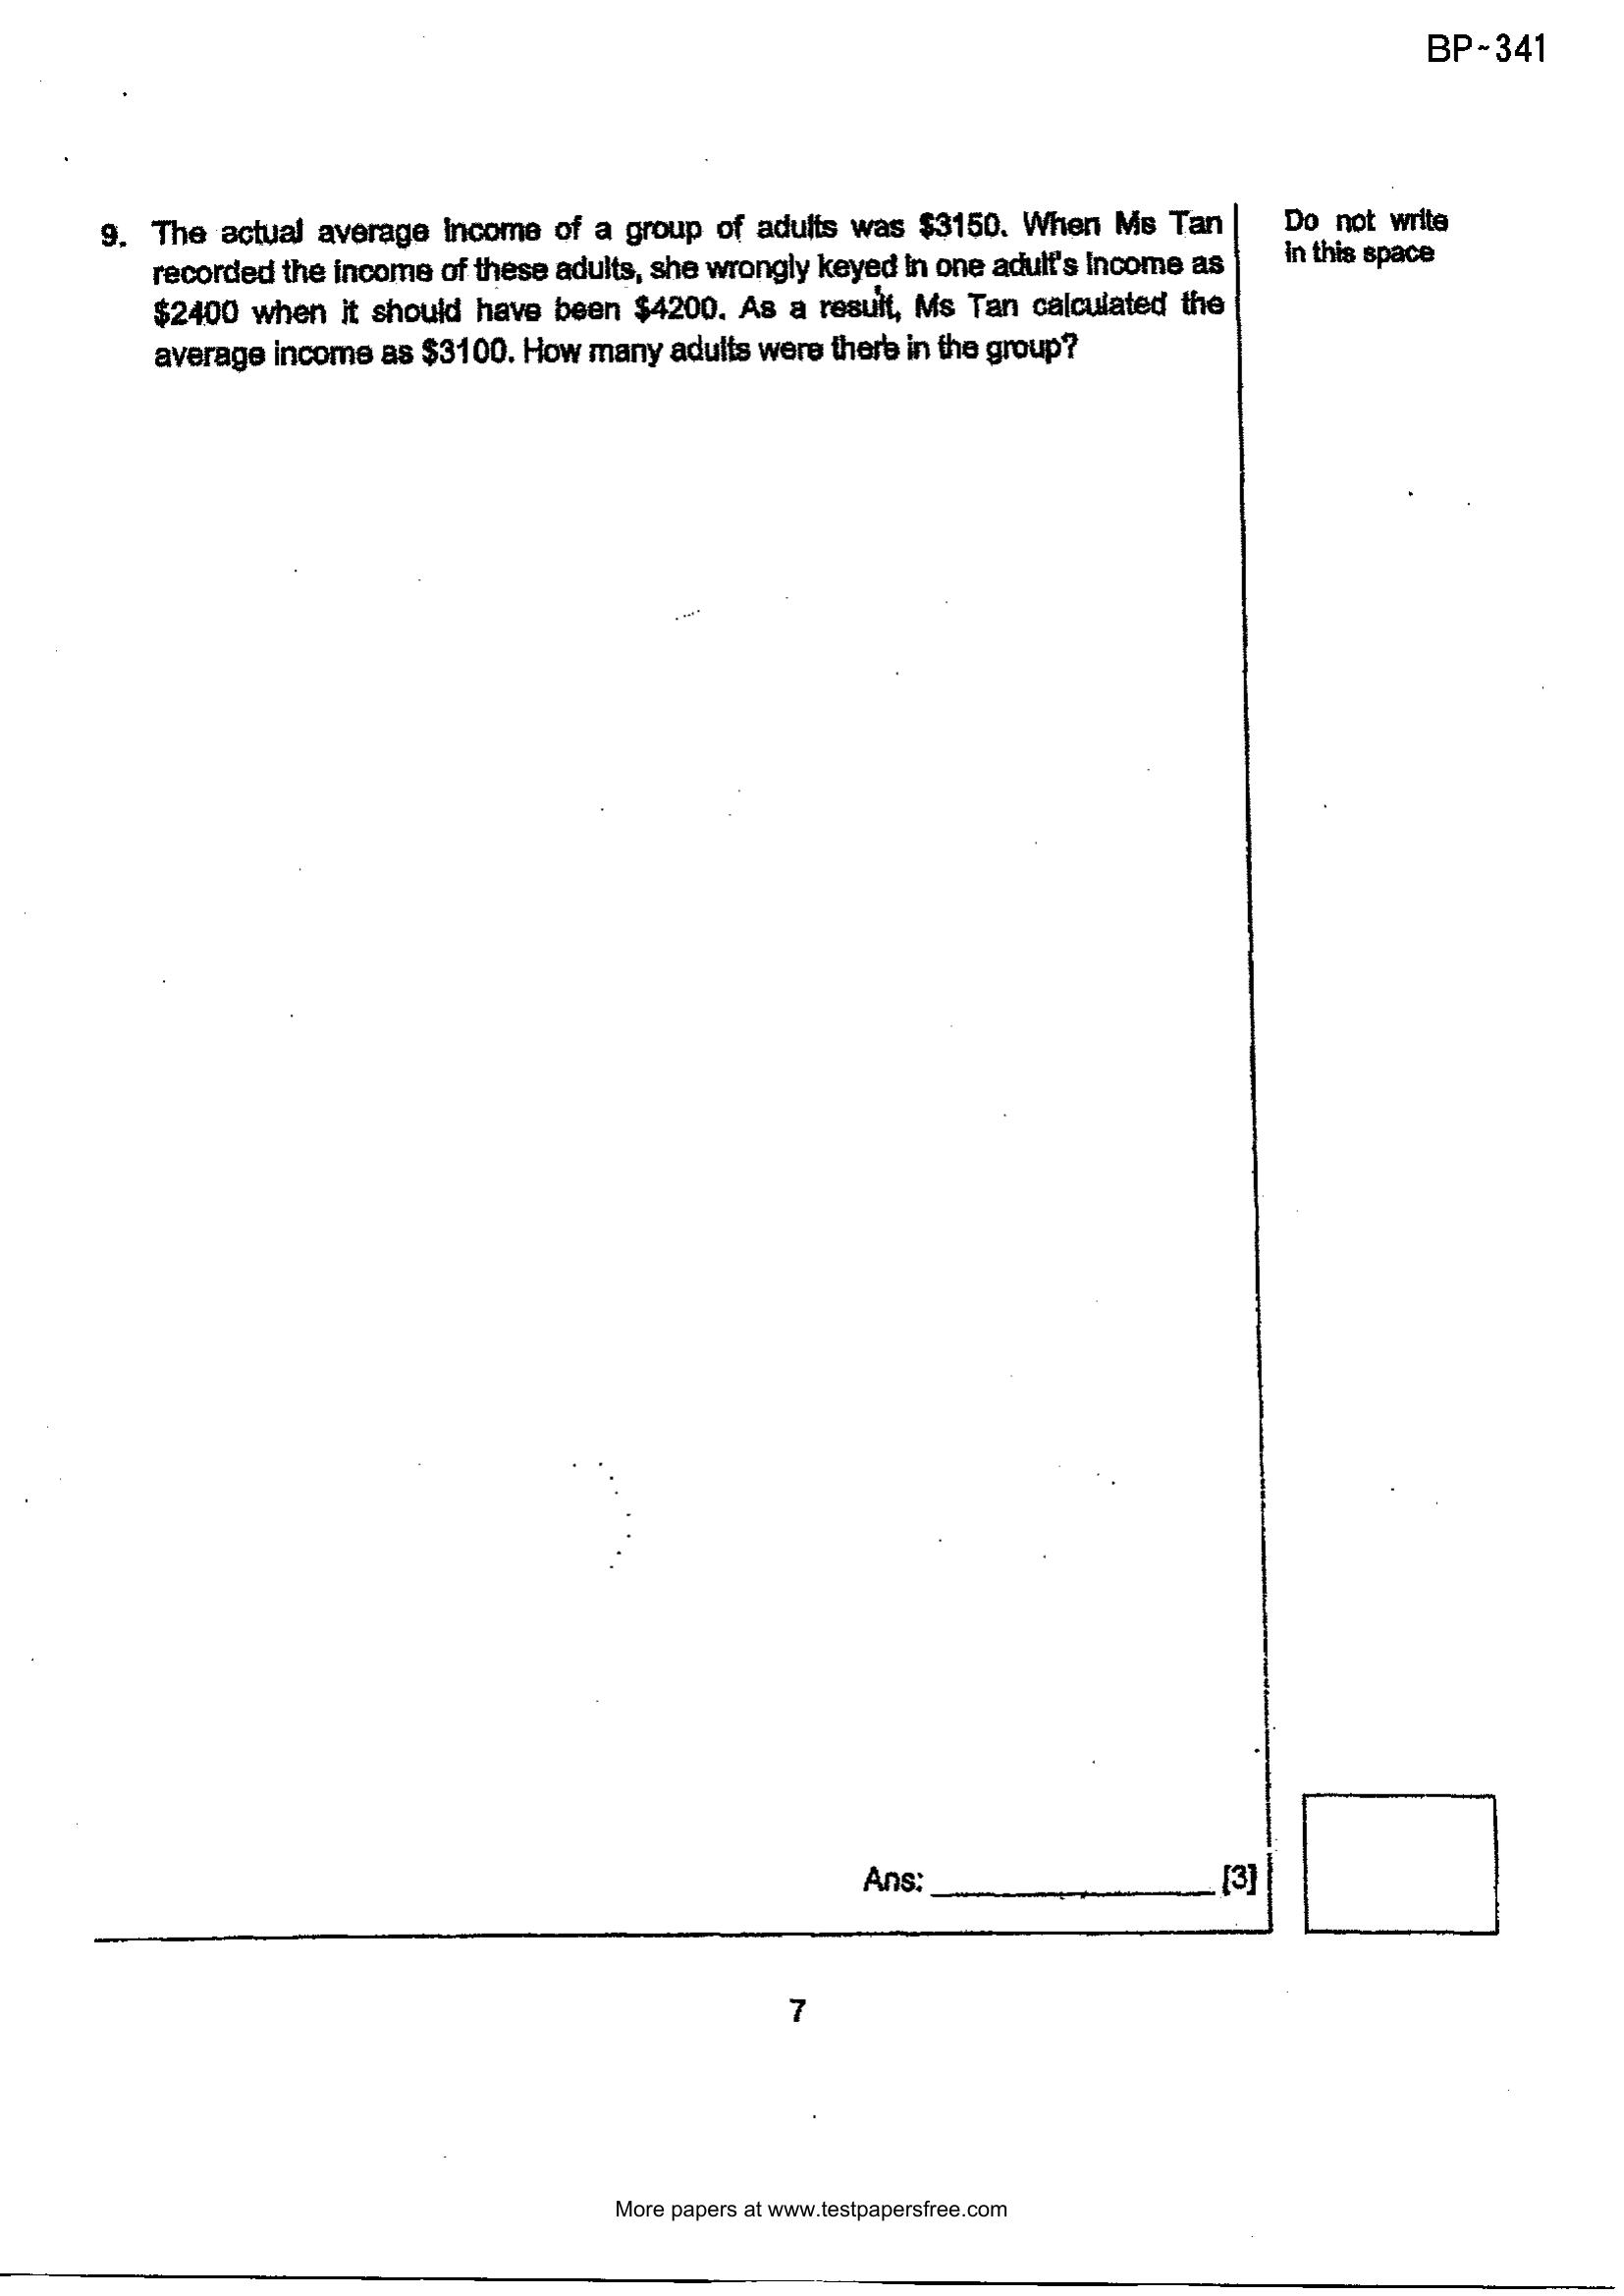 BP-341
9. The actual average income of a group of adults was $3150. When Ms Tan
recorded the income of these adults, she wrongly keyed in one adult's income as
$2400 when it should have been $4200. As a result, Ms Tan calculated the
average income as $3100. How many adults were there in the group?
Do not write
in this space
Ans: ____________________ [3]
7
More papers at www.testpapersfree.com